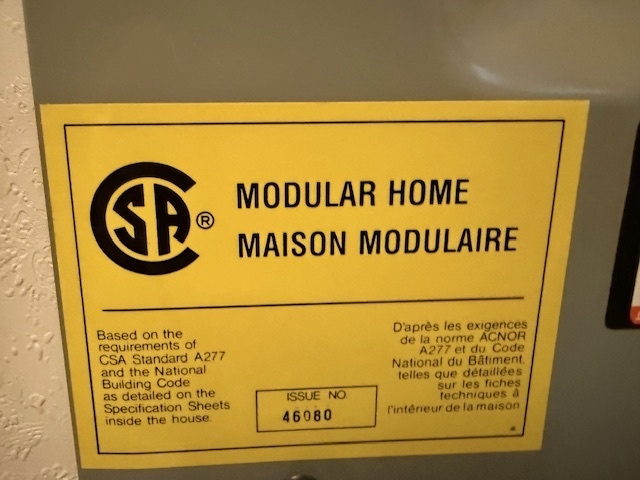 CSA ®
MODULAR HOME
MAISON MODULAIRE
Based on the
requirements of
CSA Standard A277
and the National
Building Code
as detailed on the
Specification Sheets
inside the house.
ISSUE NO.
46080
D'après les exigences
de la norme ACNOR
A277 et du Code
National du Bâtiment,
telles que détaillées
sur les fiches
techniques à
l'intérieur de la maison